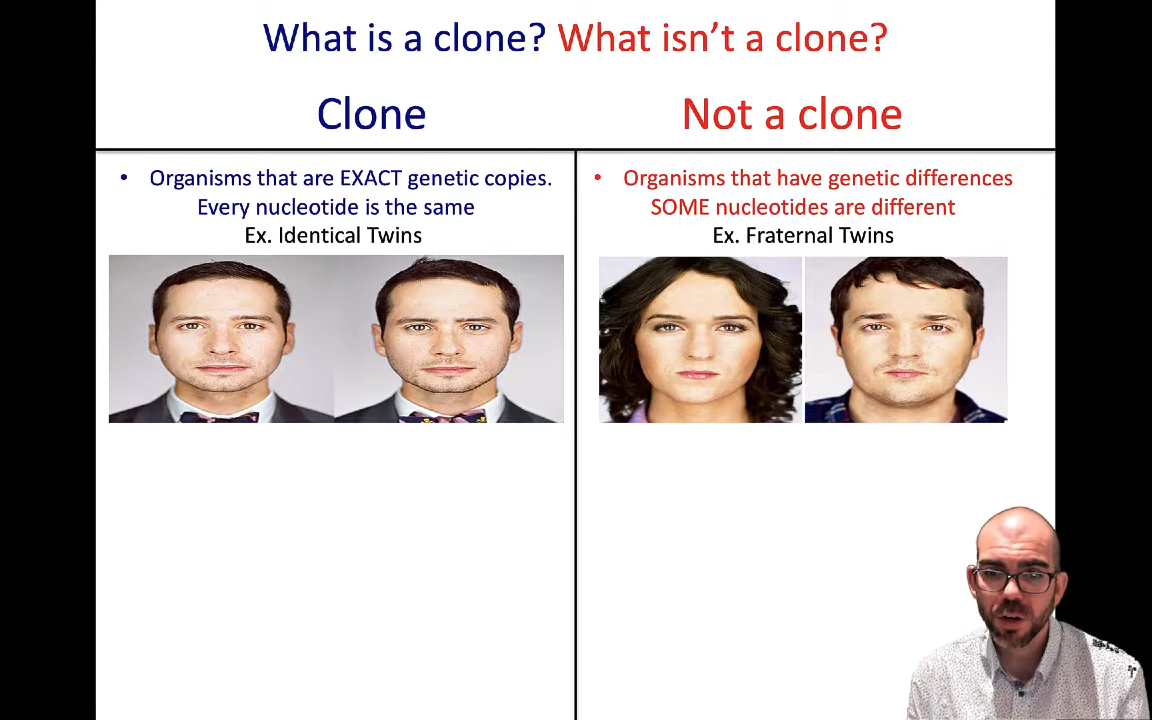 What is a clone? What isn't a clone?
Clone
Not a clone
• Organisms that are EXACT genetic copies.
Every nucleotide is the same
Ex. Identical Twins
• Organisms that have genetic differences
SOME nucleotides are different
Ex. Fraternal Twins